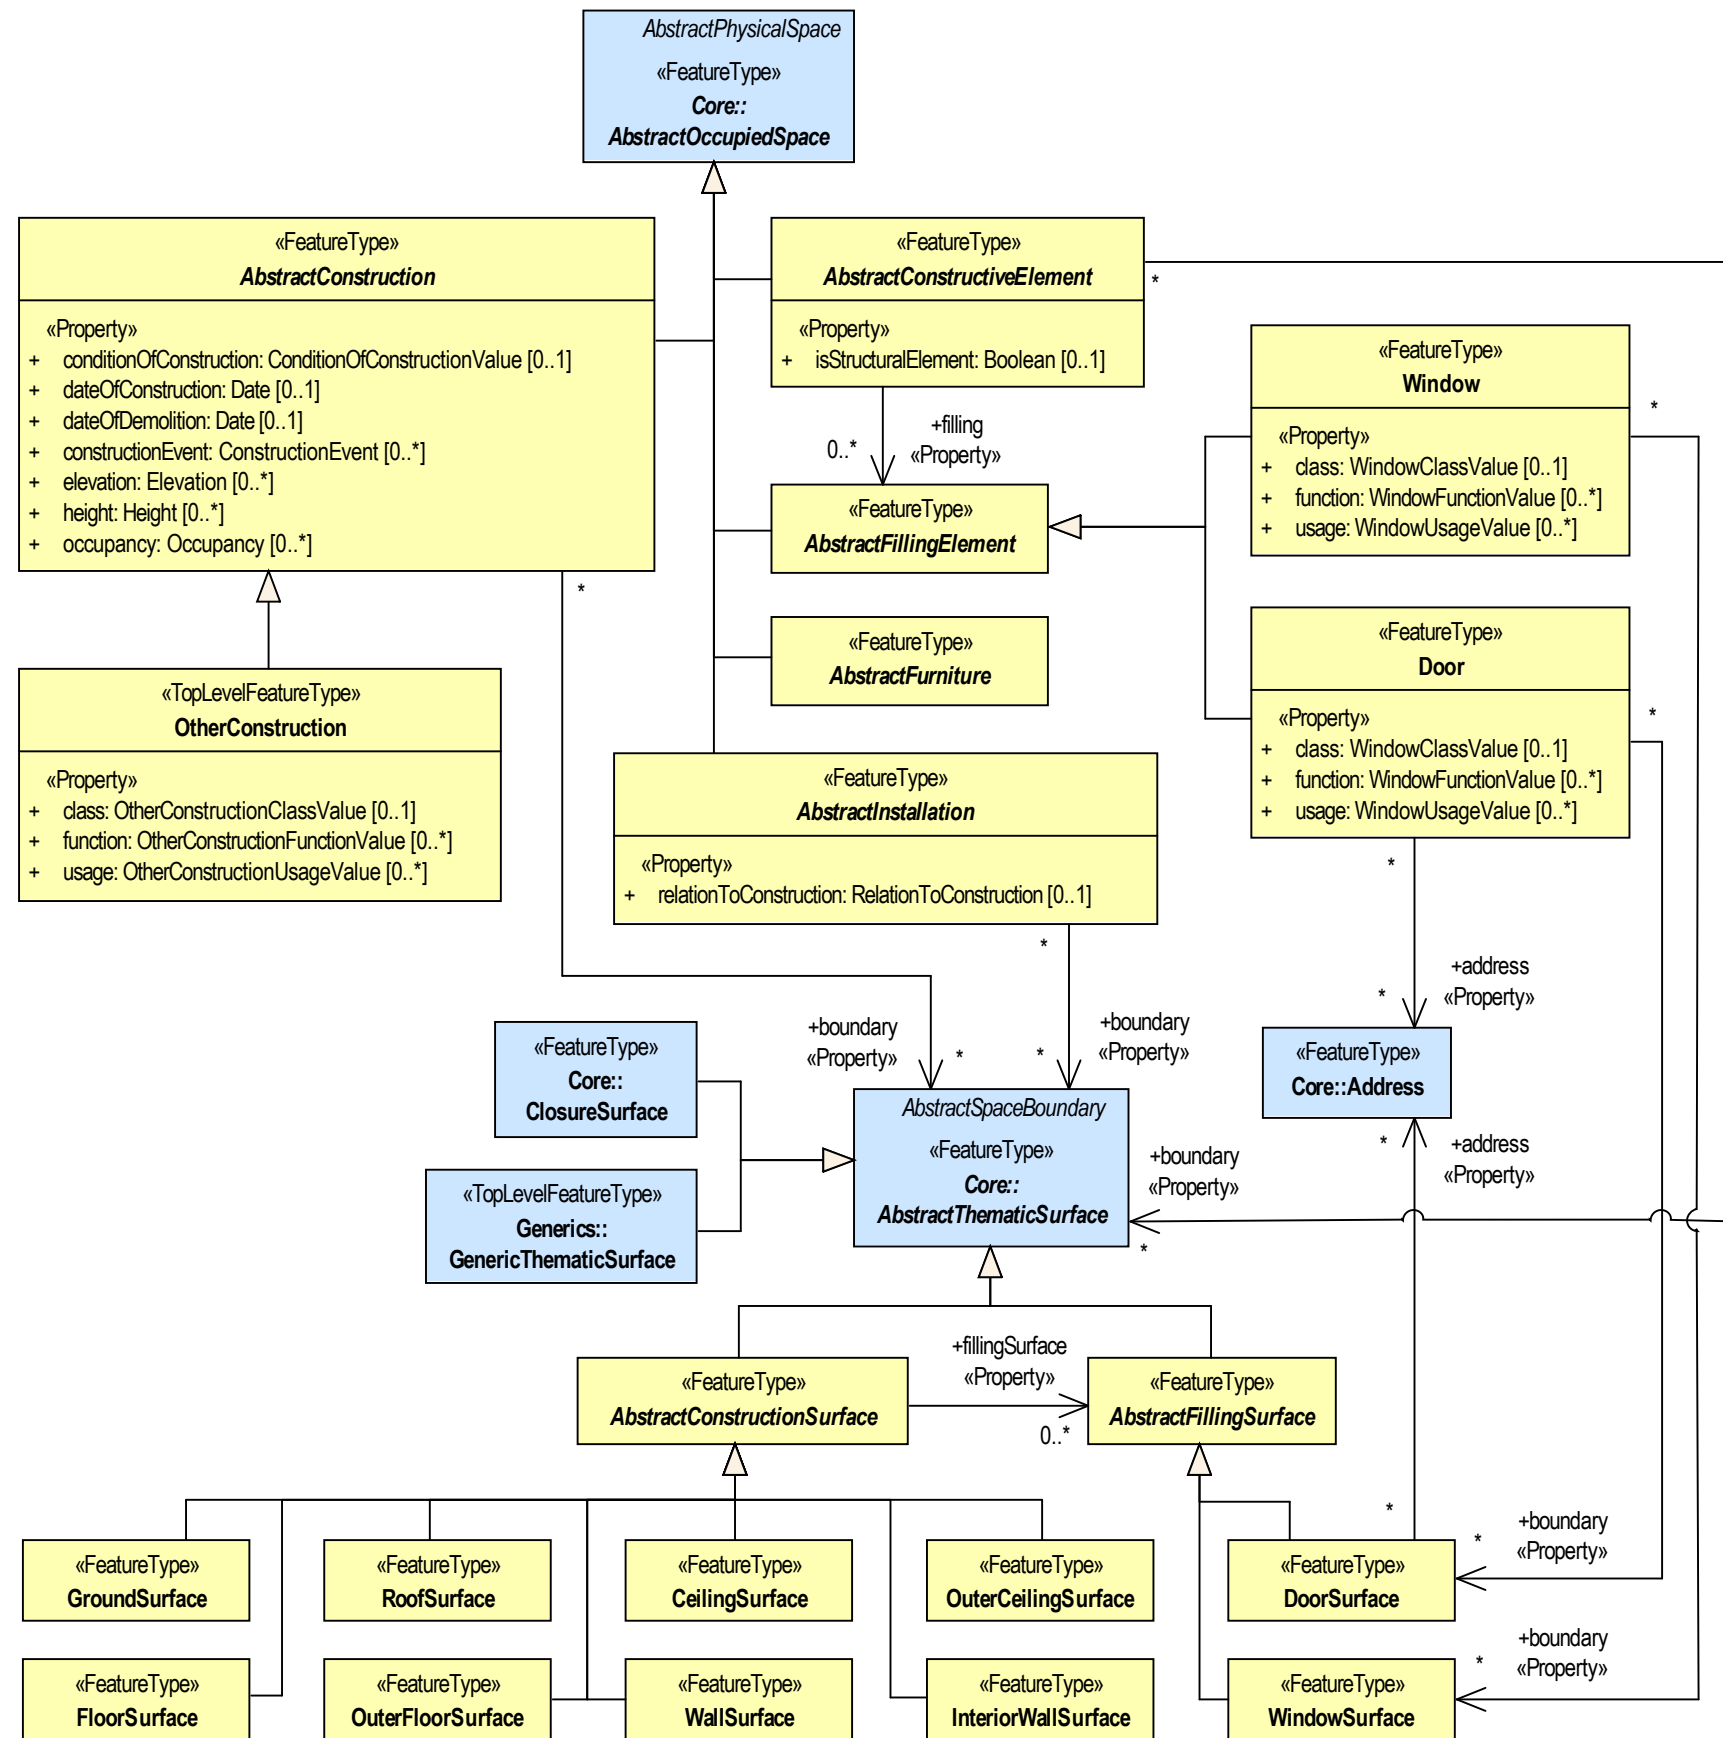 AbstractPhysicalSpace
«FeatureType»
Core::
AbstractOccupiedSpace
«FeatureType»
AbstractConstruction
«Property»
+ conditionOfConstruction: ConditionOfConstructionValue [0..1]
+ dateOfConstruction: Date [0..1]
+ dateOfDemolition: Date [0..1]
+ constructionEvent: ConstructionEvent [0..*]
+ elevation: Elevation [0..*]
+ height: Height [0..*]
+ occupancy: Occupancy [0..*]
*
«FeatureType»
AbstractConstructiveElement
«Property»
+ isStructuralElement: Boolean [0..1]
*
+filling
«Property»
0..*
«FeatureType»
AbstractFillingElement
«FeatureType»
Window
«Property»
+ class: WindowClassValue [0..1]
+ function: WindowFunctionValue [0..*]
+ usage: WindowUsageValue [0..*]
*
«FeatureType»
AbstractFurniture
«FeatureType»
Door
«Property»
+ class: WindowClassValue [0..1]
+ function: WindowFunctionValue [0..*]
+ usage: WindowUsageValue [0..*]
*
*
«TopLevelFeatureType»
OtherConstruction
«Property»
+ class: OtherConstructionClassValue [0..1]
+ function: OtherConstructionFunctionValue [0..*]
+ usage: OtherConstructionUsageValue [0..*]
«FeatureType»
AbstractInstallation
«Property»
+ relationToConstruction: RelationToConstruction [0..1]
*
+address
«Property»
*
+boundary
«Property»
*
+boundary
«Property»
*
«FeatureType»
Core::
ClosureSurface
«FeatureType»
Core::Address
*
+address
«Property»
AbstractSpaceBoundary
«FeatureType»
Core::
AbstractThematicSurface
+boundary
«Property»
*
«TopLevelFeatureType»
Generics::
GenericThematicSurface
«FeatureType»
AbstractConstructionSurface
+fillingSurface
«Property»
0..*
«FeatureType»
AbstractFillingSurface
*
+boundary
«Property»
*
«FeatureType»
GroundSurface
«FeatureType»
RoofSurface
«FeatureType»
CeilingSurface
«FeatureType»
OuterCeilingSurface
«FeatureType»
DoorSurface
+boundary
«Property»
*
«FeatureType»
FloorSurface
«FeatureType»
OuterFloorSurface
«FeatureType»
WallSurface
«FeatureType»
InteriorWallSurface
«FeatureType»
WindowSurface